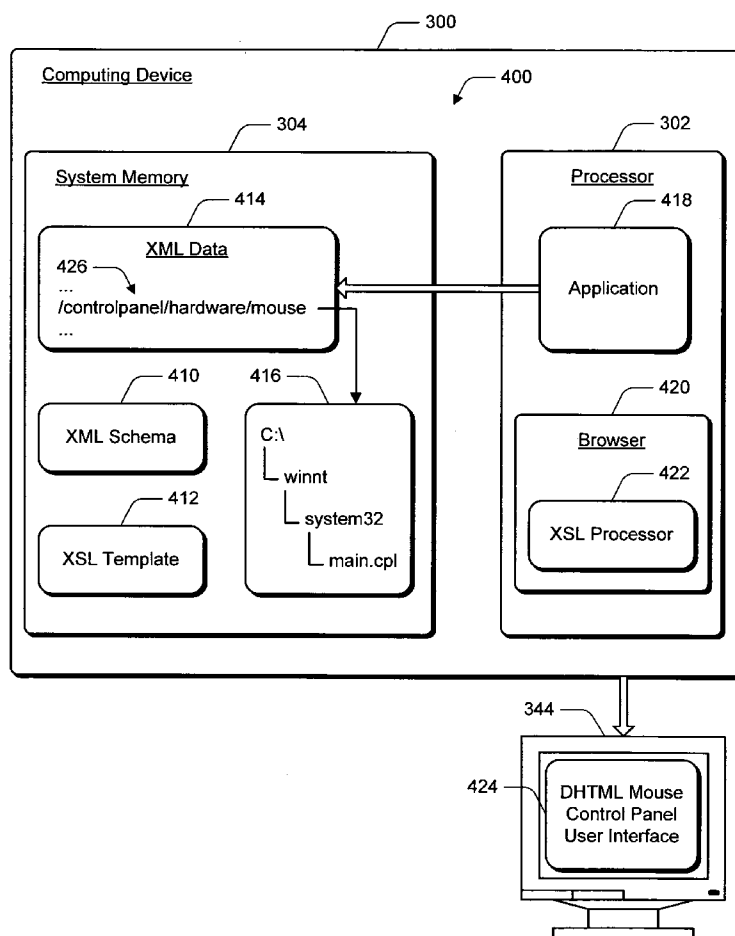 300
Computing Device
400
304
302
System Memory
Processor
414
418
XML Data
426
...
/controlpanel/hardware/mouse
...
Application
410
416
420
XML Schema
C:\
winnt
system32
main.cpl
Browser
422
412
XSL Template
XSL Processor
344
424
DHTML Mouse
Control Panel
User Interface